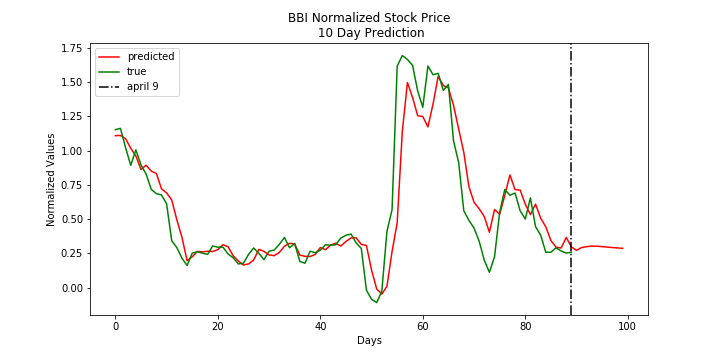 BBI Normalized Stock Price
10 Day Prediction
predicted
true
april 9
Normalized Values
1.75
1.50
1.25
1.00
0.75
0.50
0.25
0.00
0
20
40
60
80
100
Days